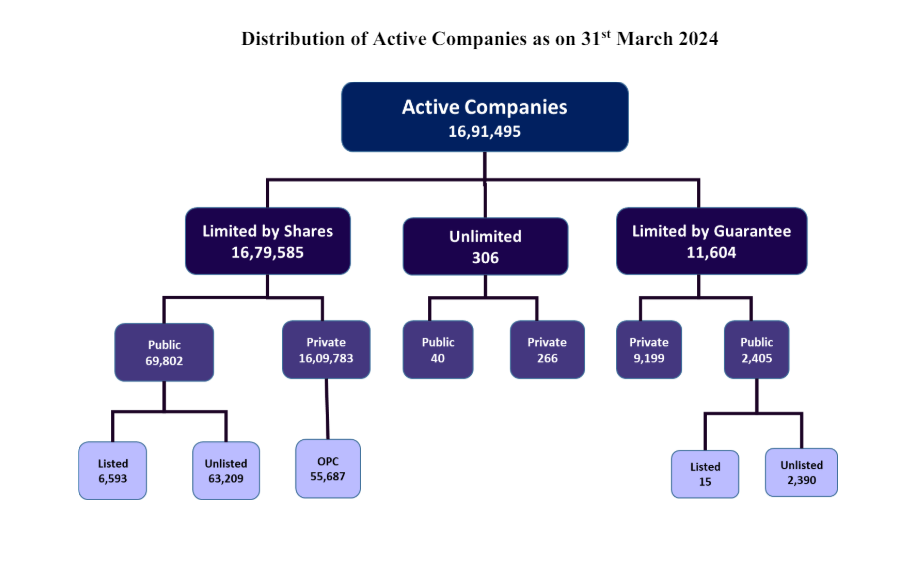 Distribution of Active Companies as on 31st March 2024
Active Companies
16,91,495
Limited by Shares
16,79,585
Unlimited
306
Limited by Guarantee
11,604
Public
69,802
Private
16,09,783
Public
40
Private
266
Private
9,199
Public
2,405
Listed
6,593
Unlisted
63,209
OPC
55,687
Listed
15
Unlisted
2,390